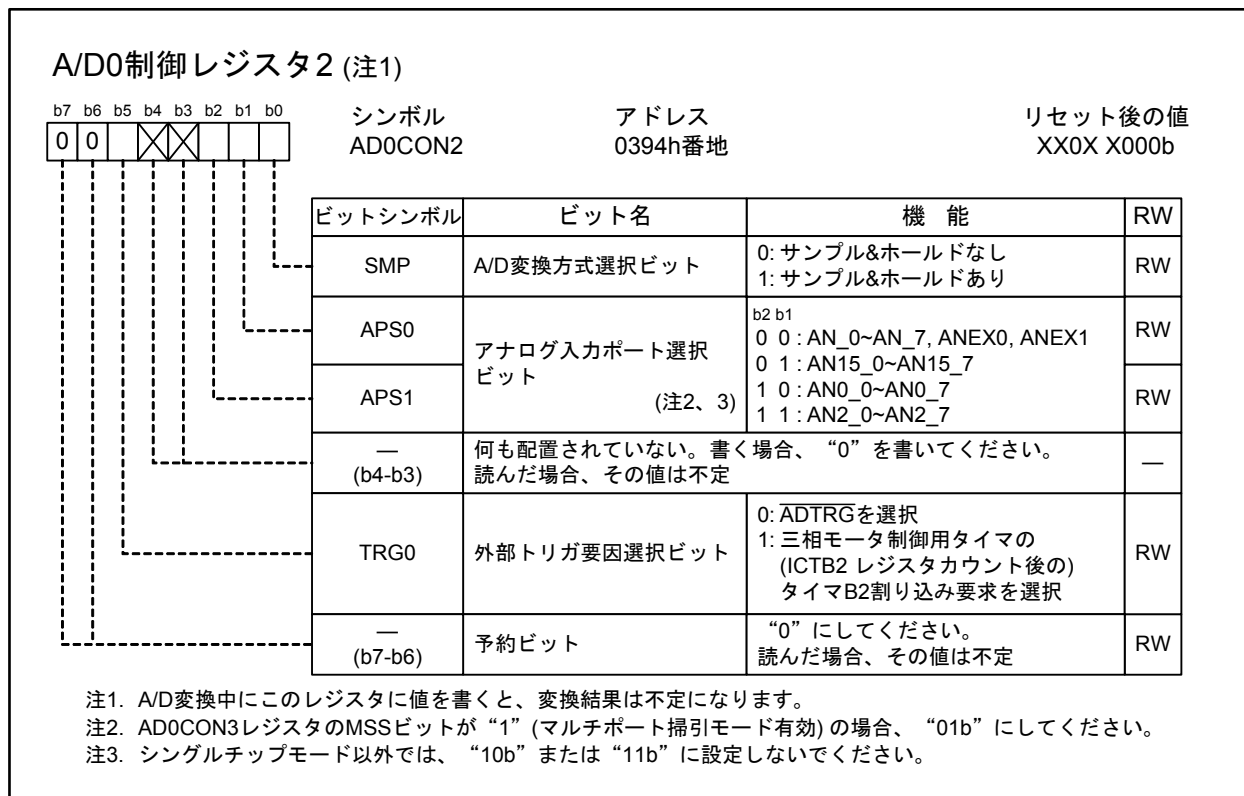 A/D0制御レジスタ2 (注1)
b7 b6 b5 b4 b3 b2 b1 b0
0 0
シンボル アドレス リセット後の値
AD0CON2 0394h番地 XX0X X000b
ビットシンボル ビット名 機 能 RW
SMP A/D変換方式選択ビット 0: サンプル&ホールドなし RW
1: サンプル&ホールドあり
APS0 アナログ入力ポート選択 b2 b1 RW
ビット 0 0 : AN_0~AN_7, ANEX0, ANEX1
0 1 : AN15_0~AN15_7
APS1 (注2、3) 1 0 : AN0_0~AN0_7 RW
1 1 : AN2_0~AN2_7
— 何も配置されていない。書く場合、“0”を書いてください。 —
(b4-b3) 読んだ場合、その値は不定
TRG0 外部トリガ要因選択ビット 0: ADTRGを選択 RW
1: 三相モータ制御用タイマの
(ICTB2 レジスタカウント後の)
タイマB2割り込み要求を選択
— 予約ビット “0”にしてください。 RW
(b7-b6) 読んだ場合、その値は不定
注1. A/D変換中にこのレジスタに値を書くと、変換結果は不定になります。
注2. AD0CON3レジスタのMSSビットが“1”(マルチポート掃引モード有効) の場合、“01b”にしてください。
注3. シングルチップモード以外では、“10b”または“11b”に設定しないでください。